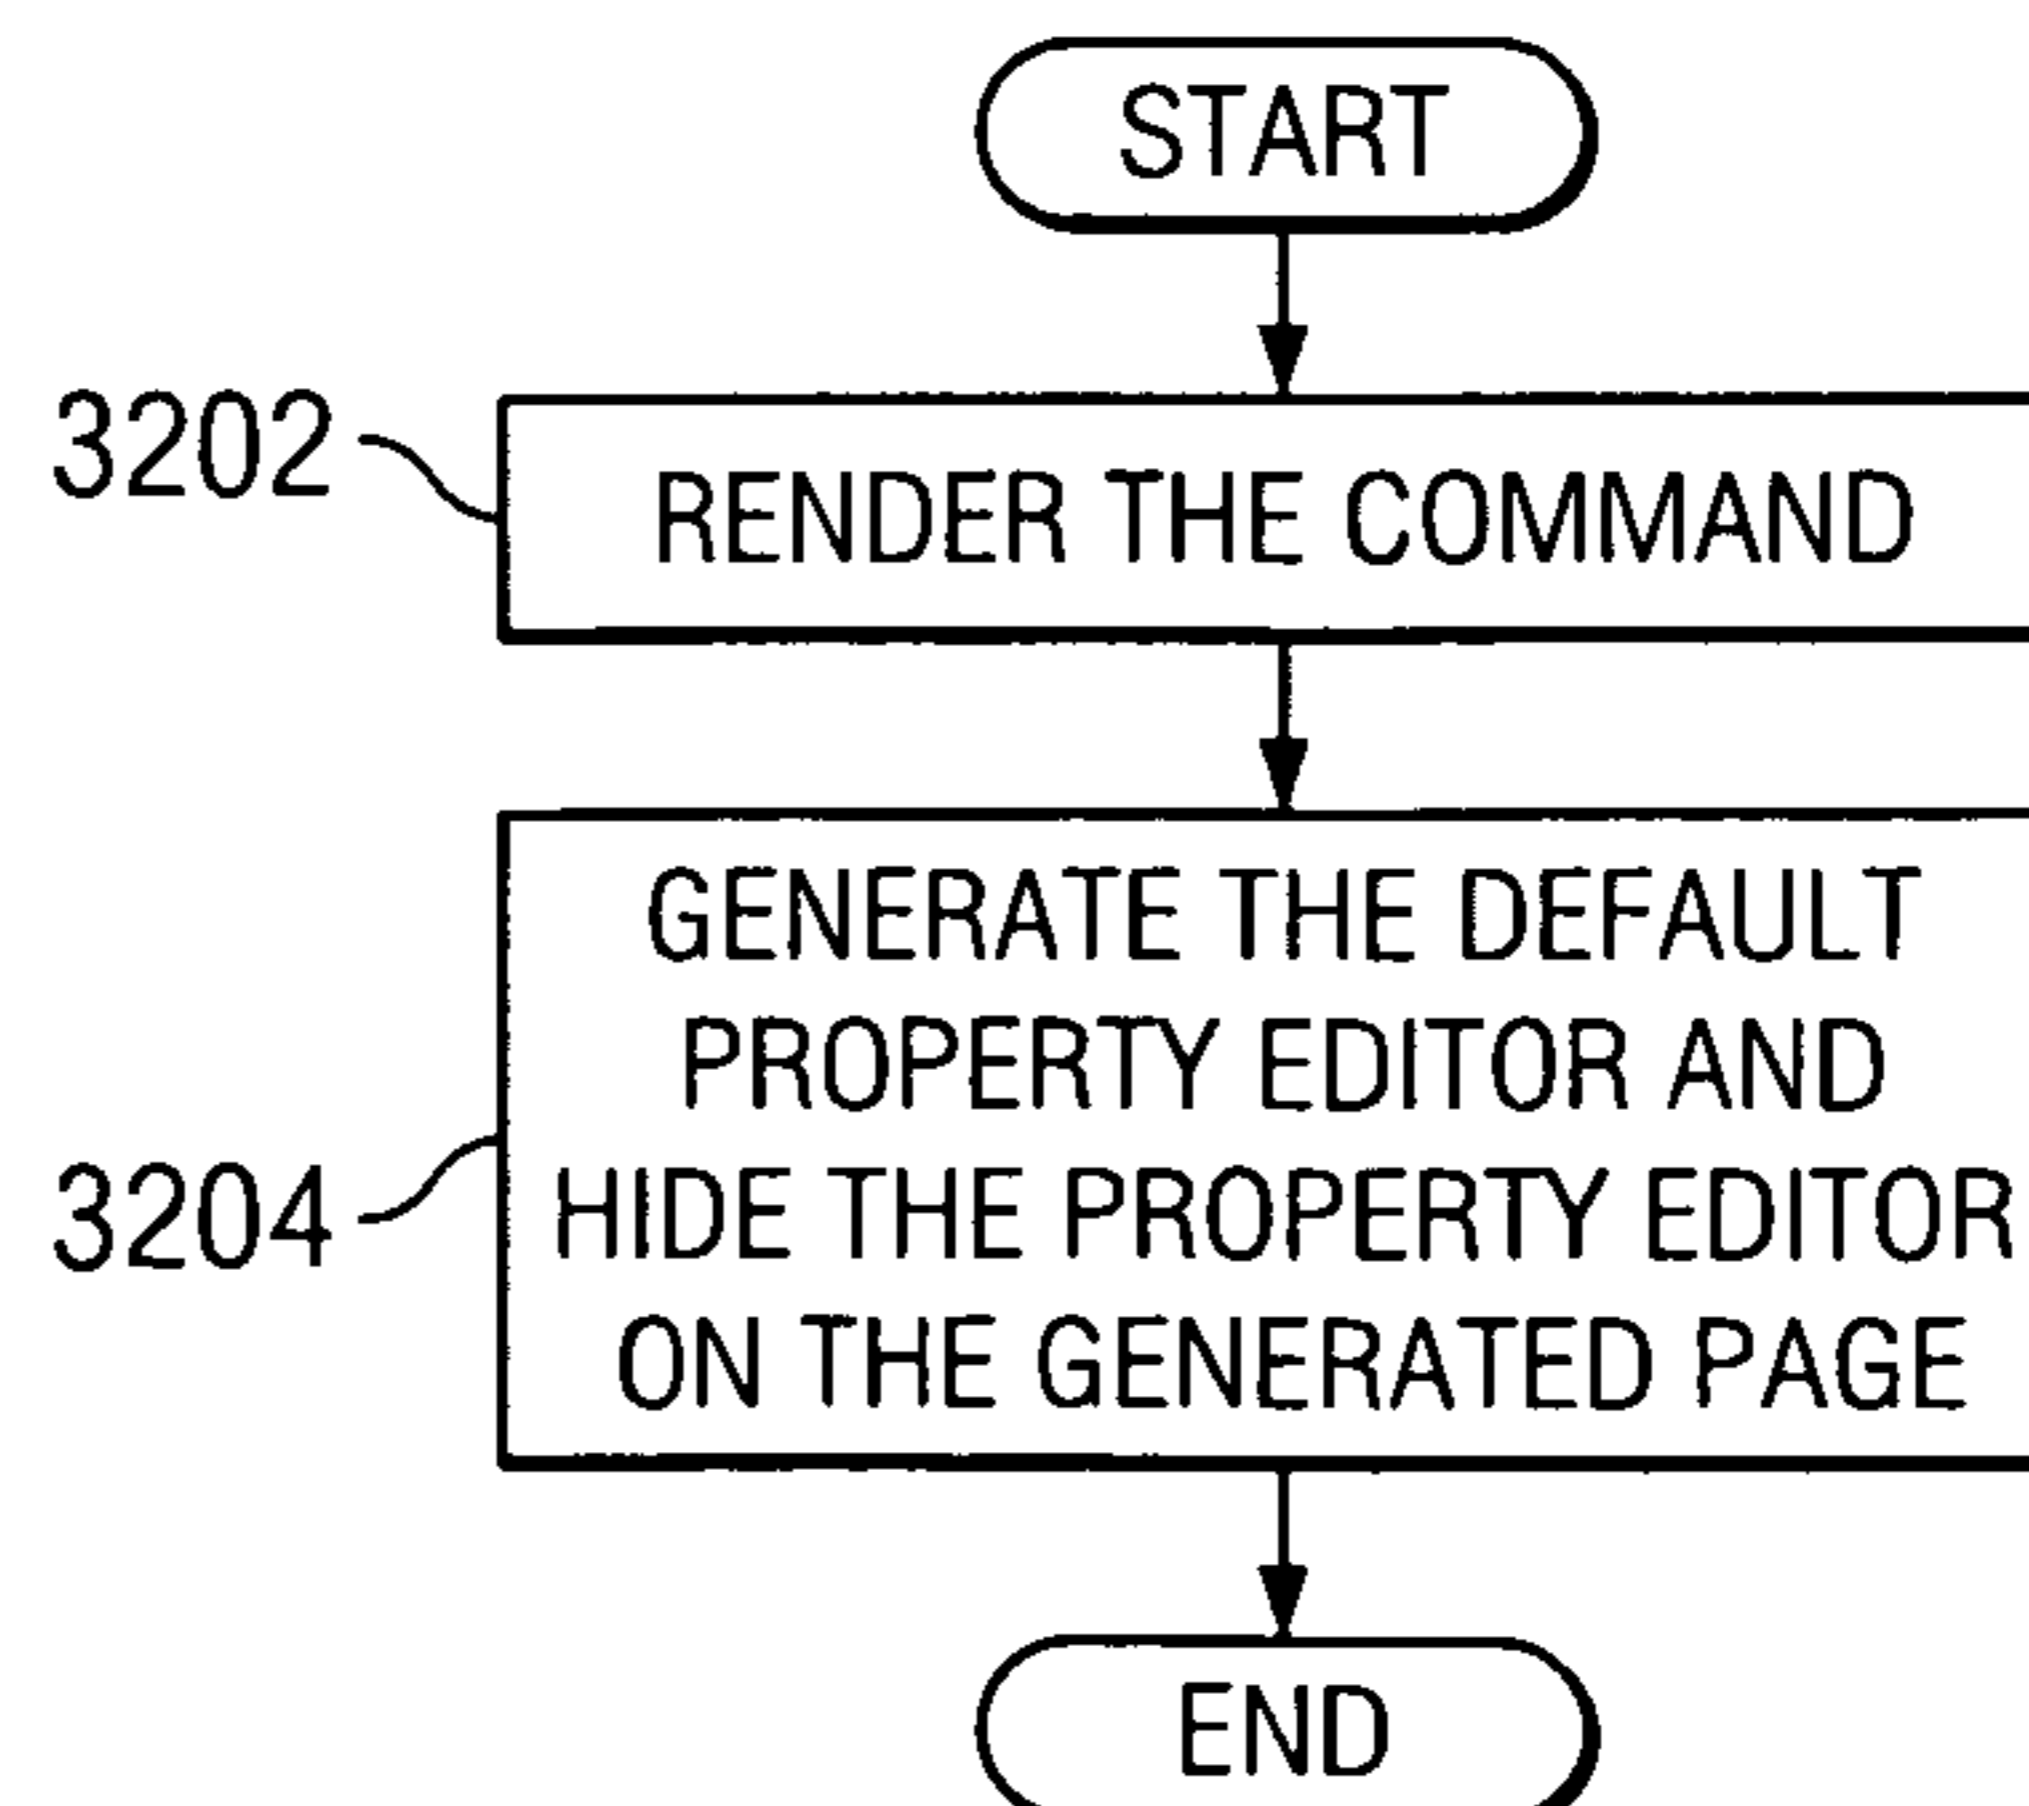 START
3202
RENDER THE COMMAND
GENERATE THE DEFAULT
PROPERTY EDITOR AND
3204
HIDE THE PROPERTY EDITOR
ON THE GENERATED PAGE
END